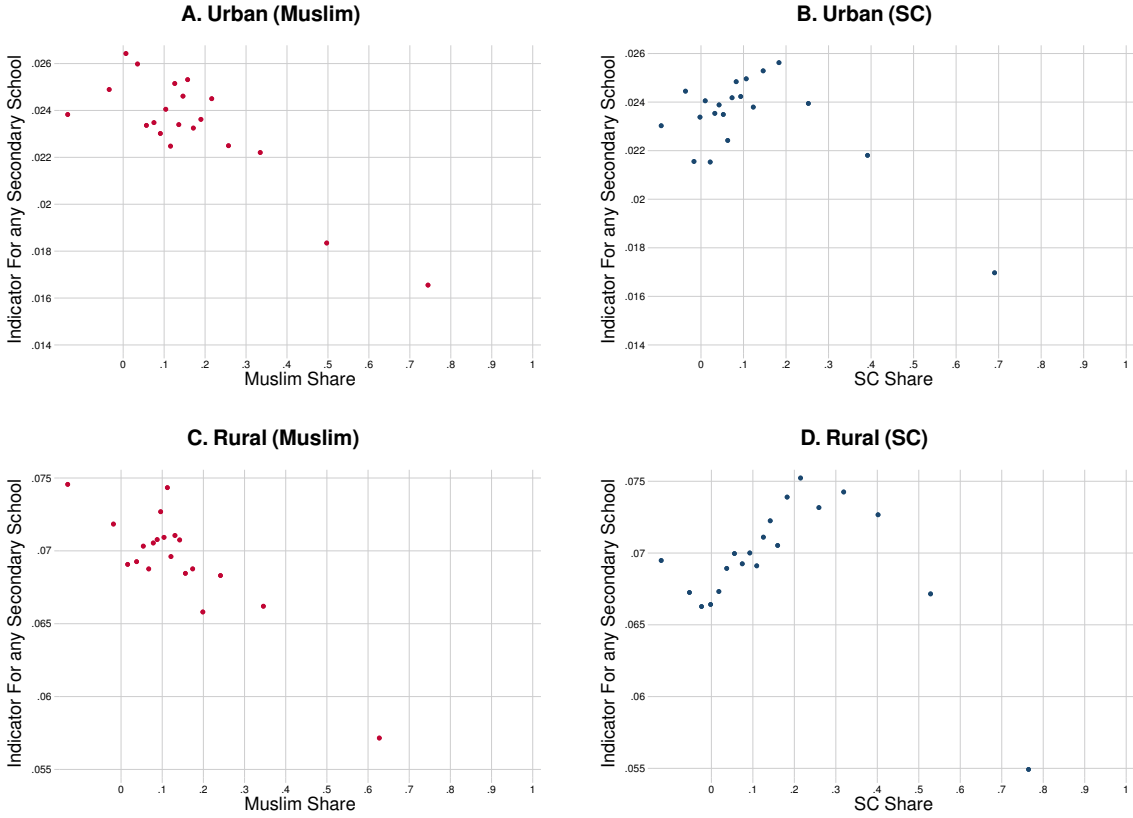 A. Urban (Muslim)
Indicator For any Secondary School
.026
.024
.022
.02
.018
.016
.014
0 .1 .2 .3 .4 .5 .6 .7 .8 .9 1
Muslim Share
B. Urban (SC)
Indicator For any Secondary School
.026
.024
.022
.02
.018
.016
.014
0 .1 .2 .3 .4 .5 .6 .7 .8 .9 1
SC Share
C. Rural (Muslim)
Indicator For any Secondary School
.075
.07
.065
.06
.055
0 .1 .2 .3 .4 .5 .6 .7 .8 .9 1
Muslim Share
D. Rural (SC)
Indicator For any Secondary School
.075
.07
.065
.06
.055
0 .1 .2 .3 .4 .5 .6 .7 .8 .9 1
SC Share